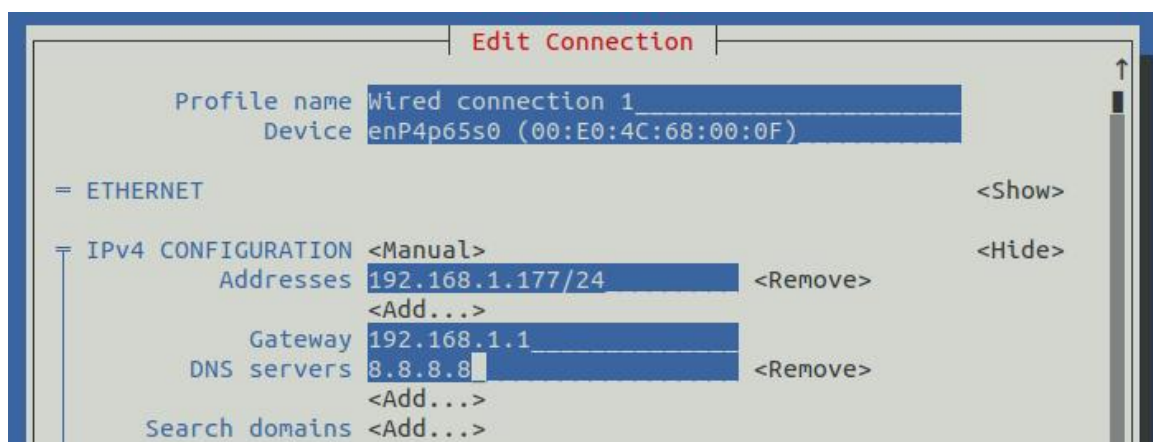 Edit Connection
Profile name Wired connection 1
Device enP4p65s0 (00:E0:4C:68:00:0F)
= ETHERNET <Show>
IPv4 CONFIGURATION <Manual> <Hide>
Addresses 192.168.1.177/24 <Remove>
<Add...>
Gateway 192.168.1.1
DNS servers 8.8.8.8 <Remove>
<Add...>
Search domains <Add...>